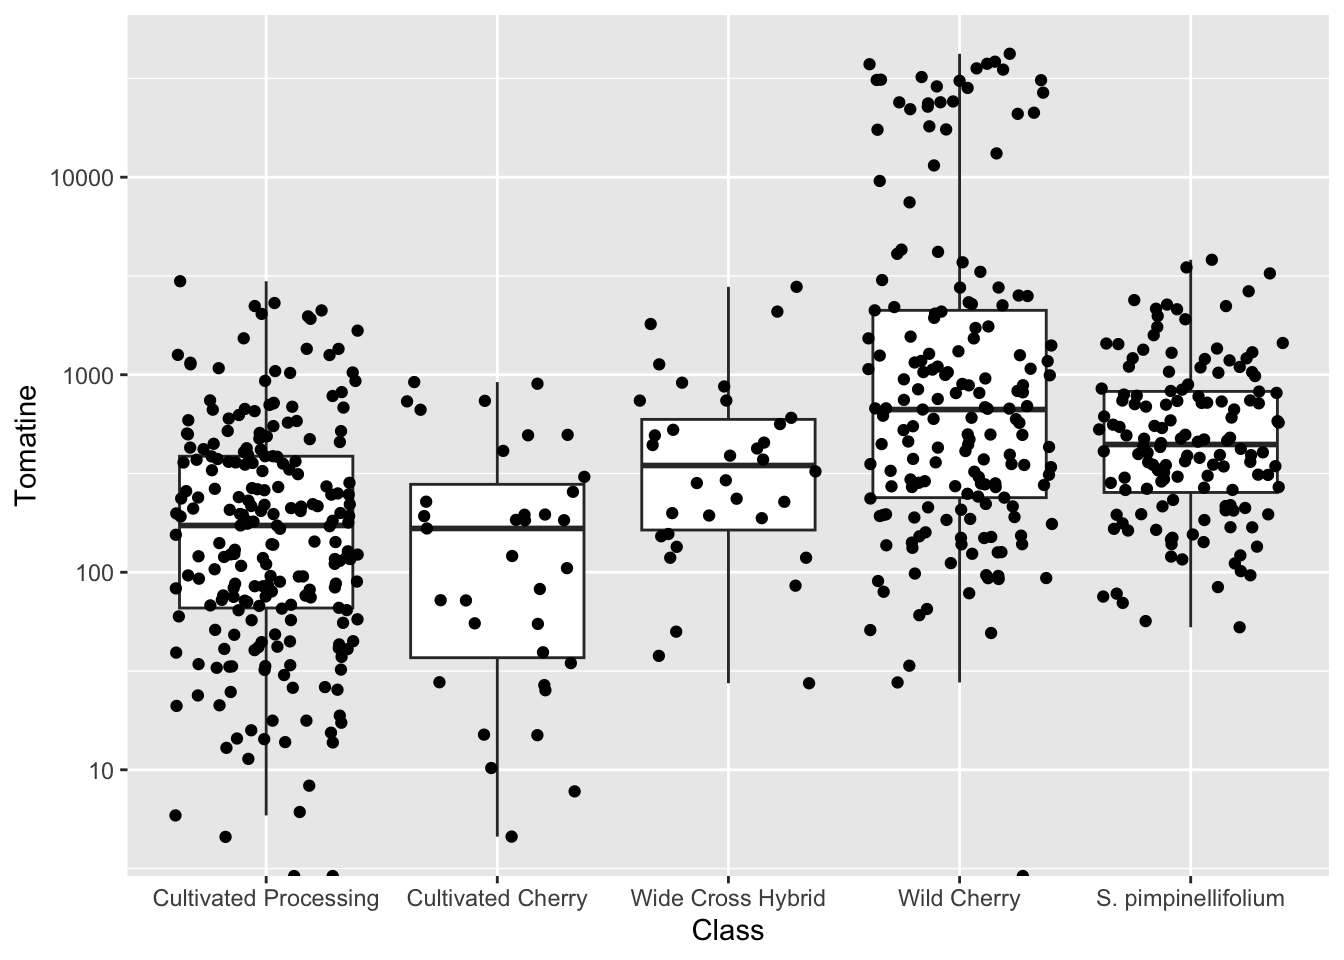 Tomatine
10000
1000
100
10
Cultivated Processing
Cultivated Cherry
Wide Cross Hybrid
Wild Cherry
S. pimpinellifolium
Class